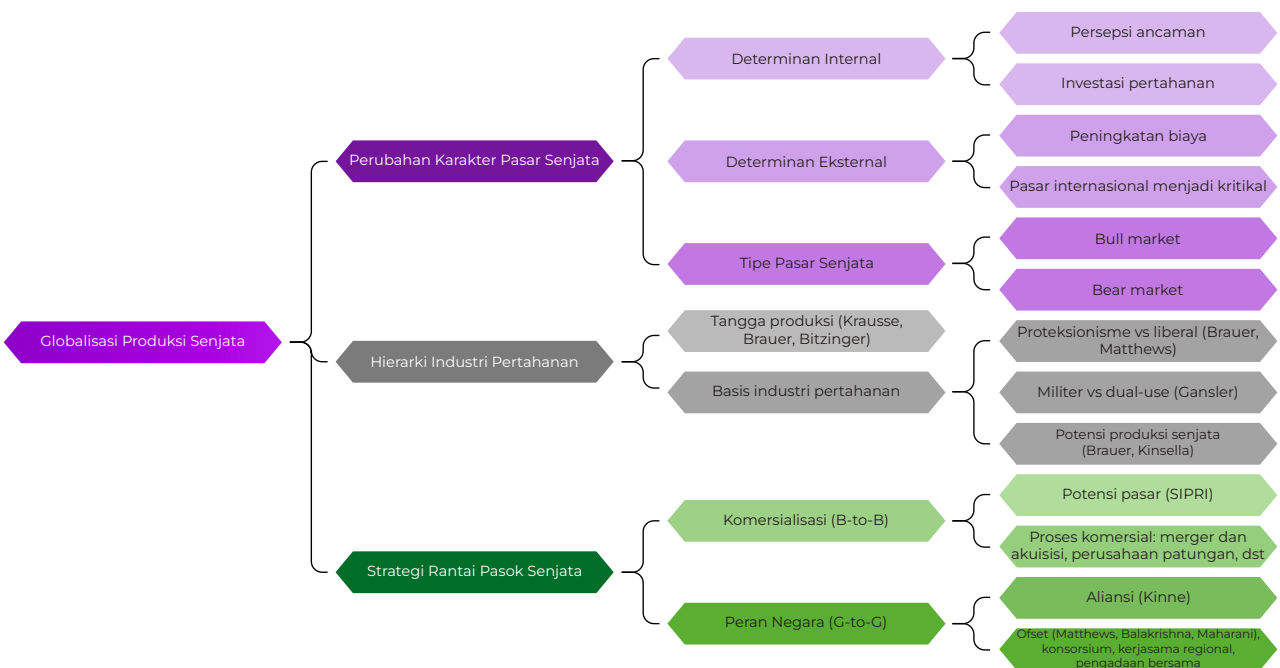 Globalisasi Produksi Senjata
Perubahan Karakter Pasar Senjata
Determinan Internal
Persepsi ancaman
Investasi pertahanan
Determinan Eksternal
Peningkatan biaya
Pasar internasional menjadi kritikal
Tipe Pasar Senjata
Bull market
Bear market
Hierarki Industri Pertahanan
Tangga produksi (Krausse,
Brauer, Bitzinger)
Basis industri pertahanan
Proteksionisme vs liberal (Brauer,
Matthews)
Militer vs dual-use (Gansler)
Potensi produksi senjata
(Brauer, Kinsella)
Strategi Rantai Pasok Senjata
Komersialisasi (B-to-B)
Potensi pasar (SIPRI)
Proses komersial: merger dan
akuisisi, perusahaan patungan, dst
Peran Negara (G-to-G)
Aliansi (Kinne)
Ofset (Matthews, Balakrishna, Maharani),
konsorsium, kerjasama regional,
pengadaan bersama